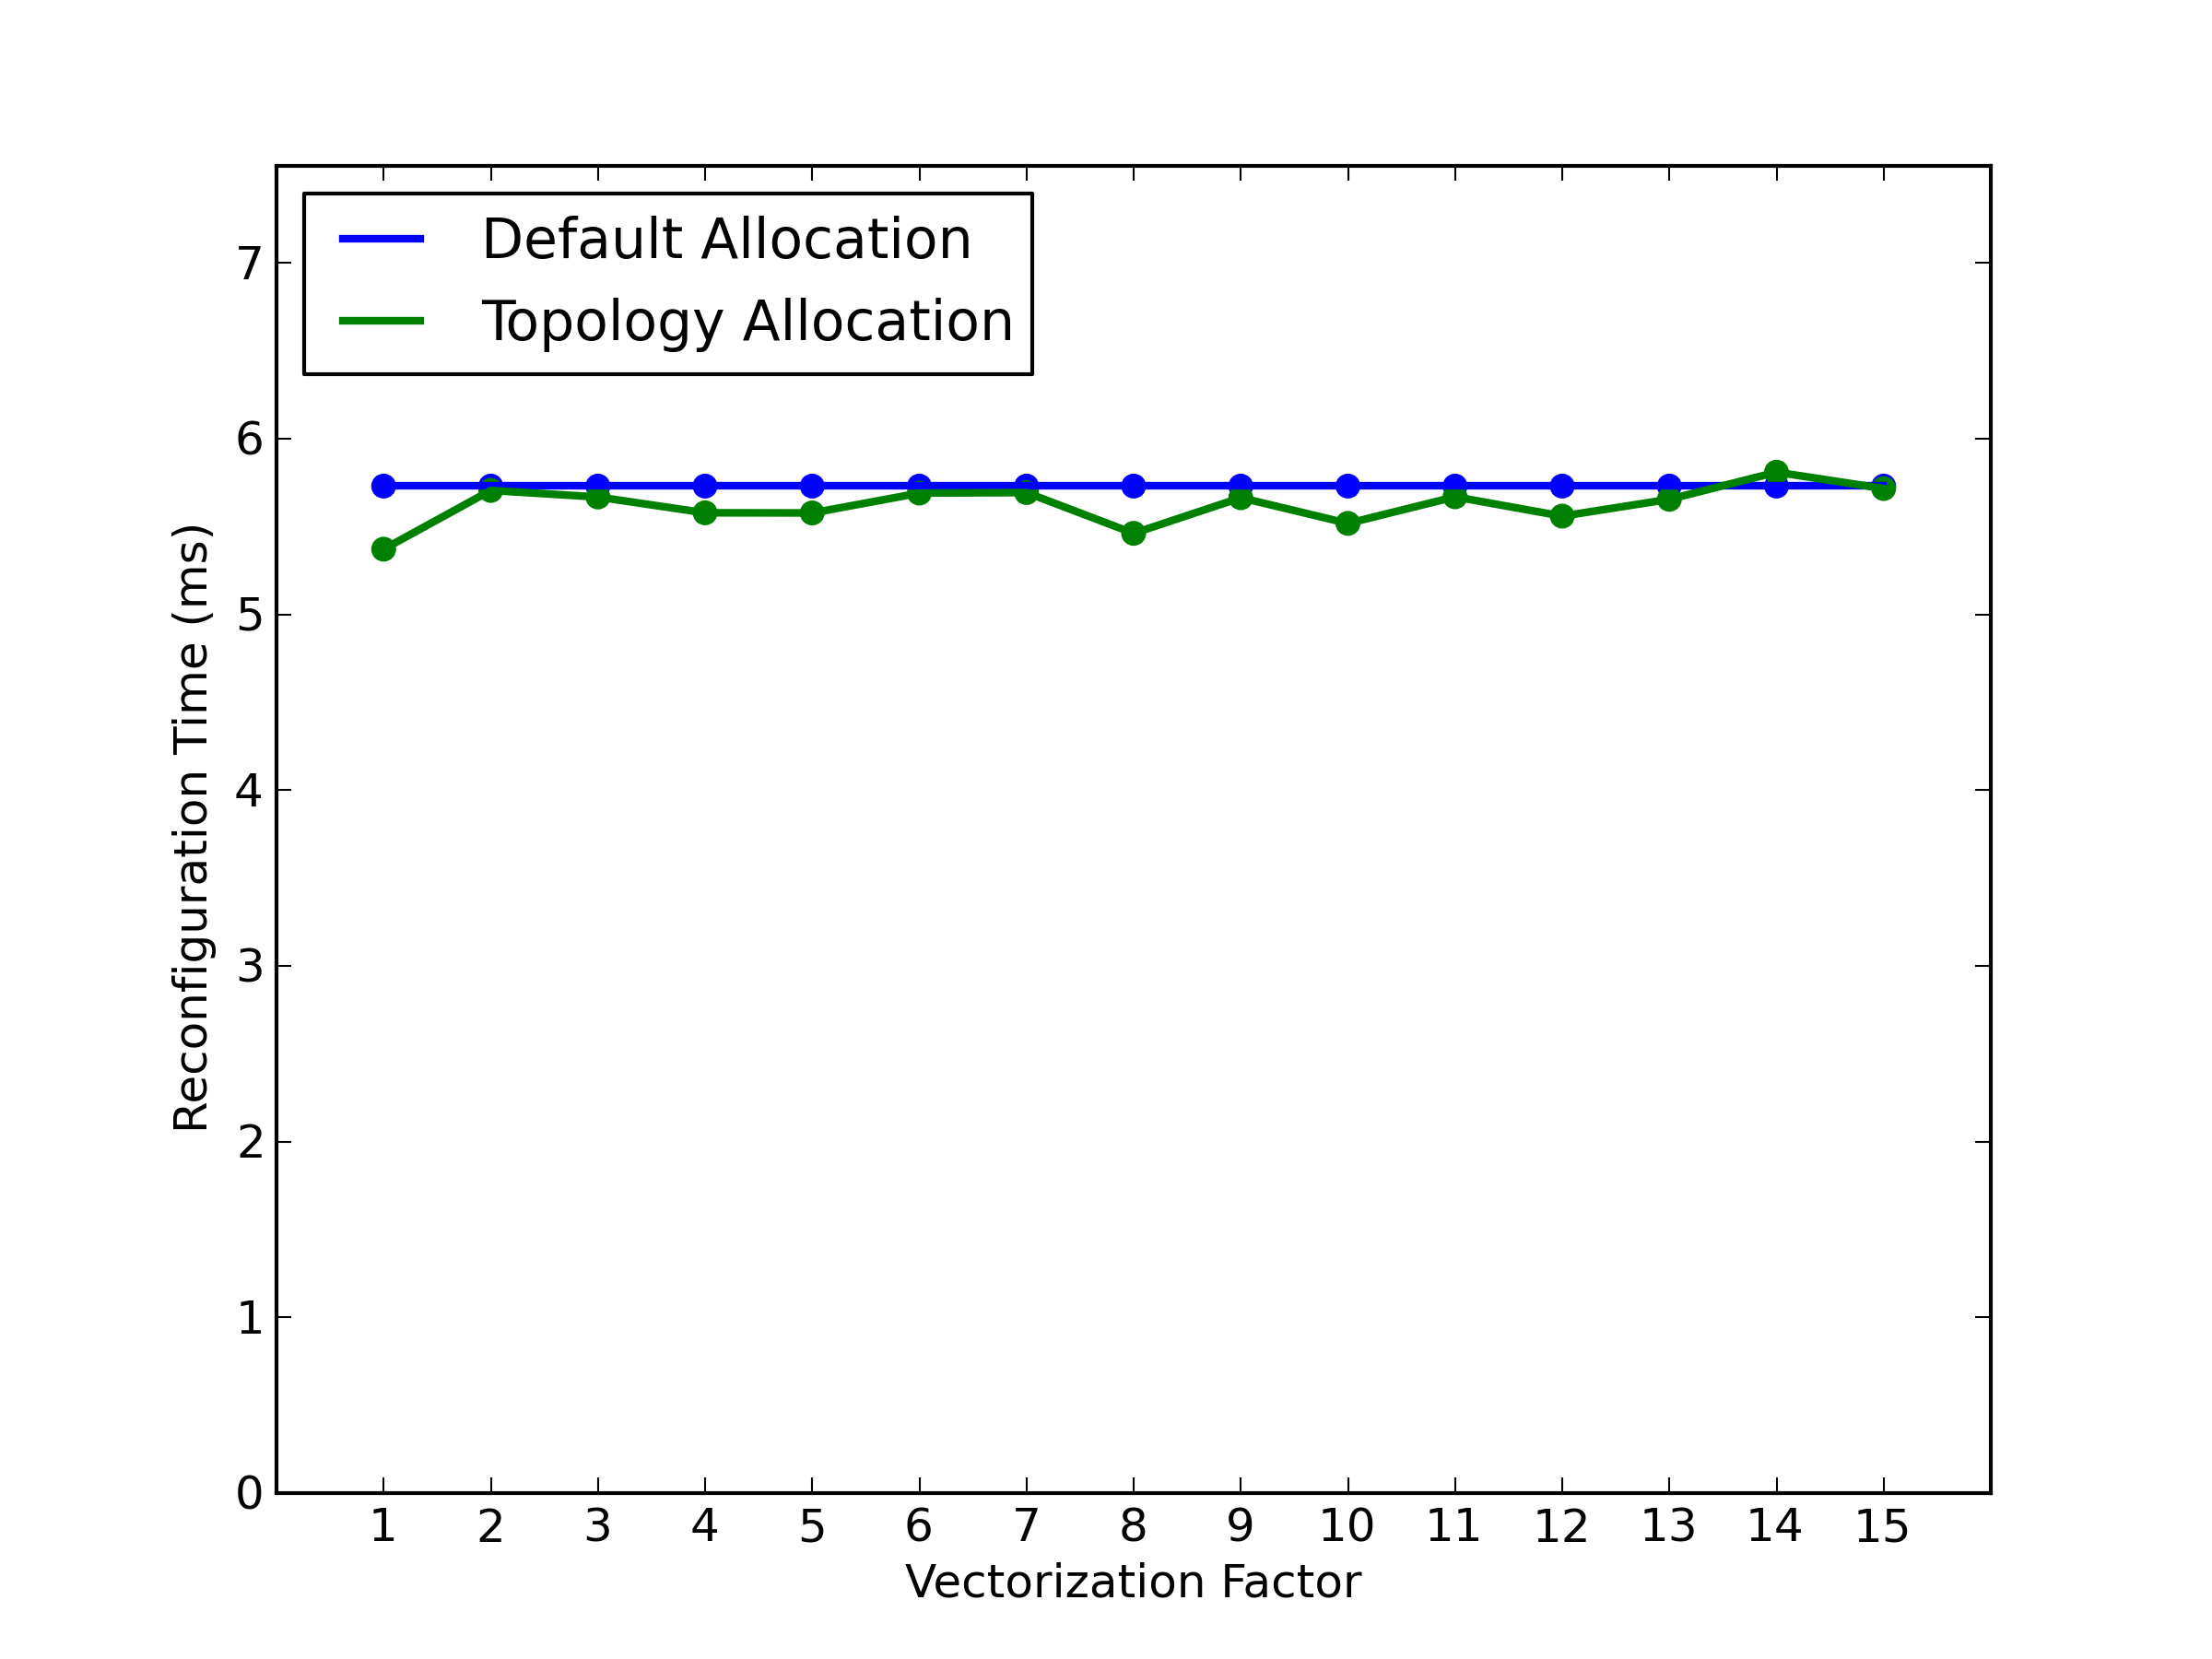 Default Allocation
Topology Allocation
7
6
5
4
3
2
1
0
Reconfiguration Time (ms)
1 2 3 4 5 6 7 8 9 10 11 12 13 14 15
Vectorization Factor